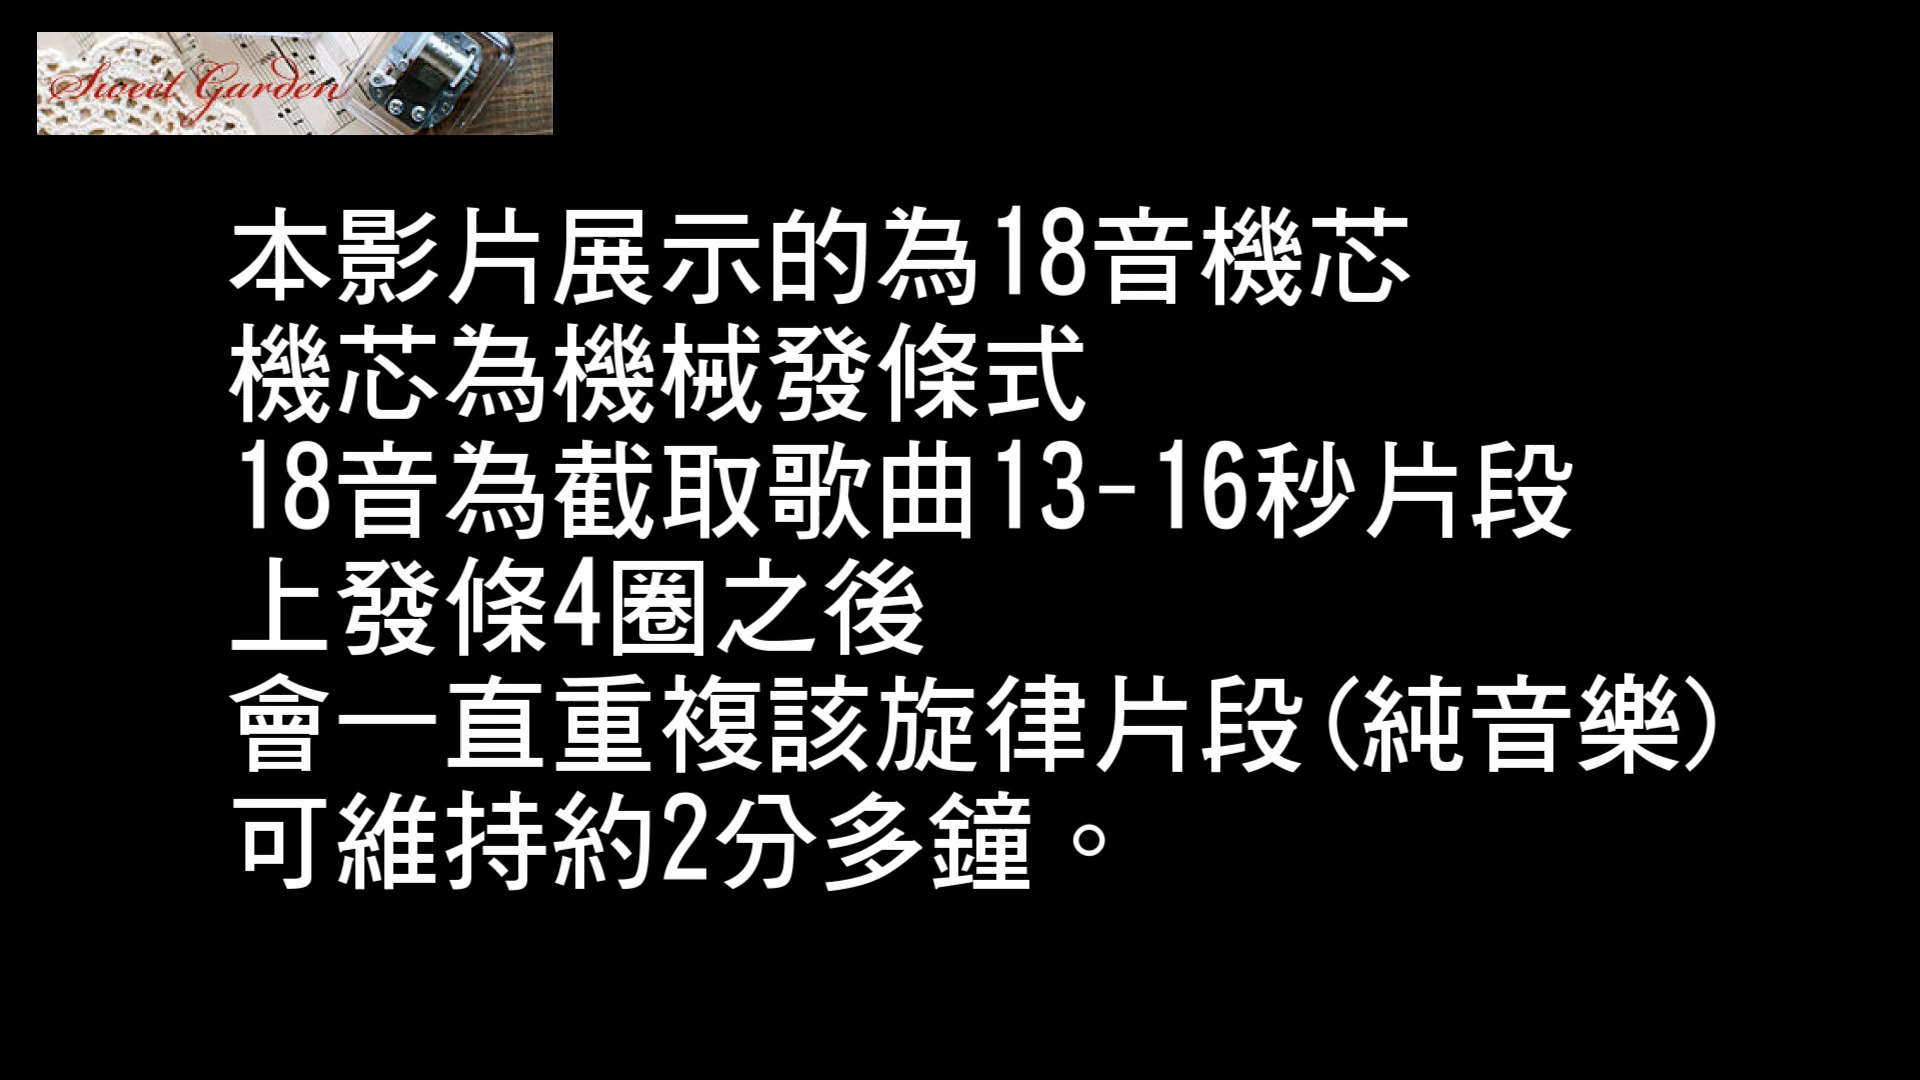 Sweet Garden
本影片展示的為18音機芯
機芯為機械發條式
18音為截取歌曲13-16秒片段
上發條4圈之後
會一直重複該旋律片段(純音樂)
可維持約2分多鐘。